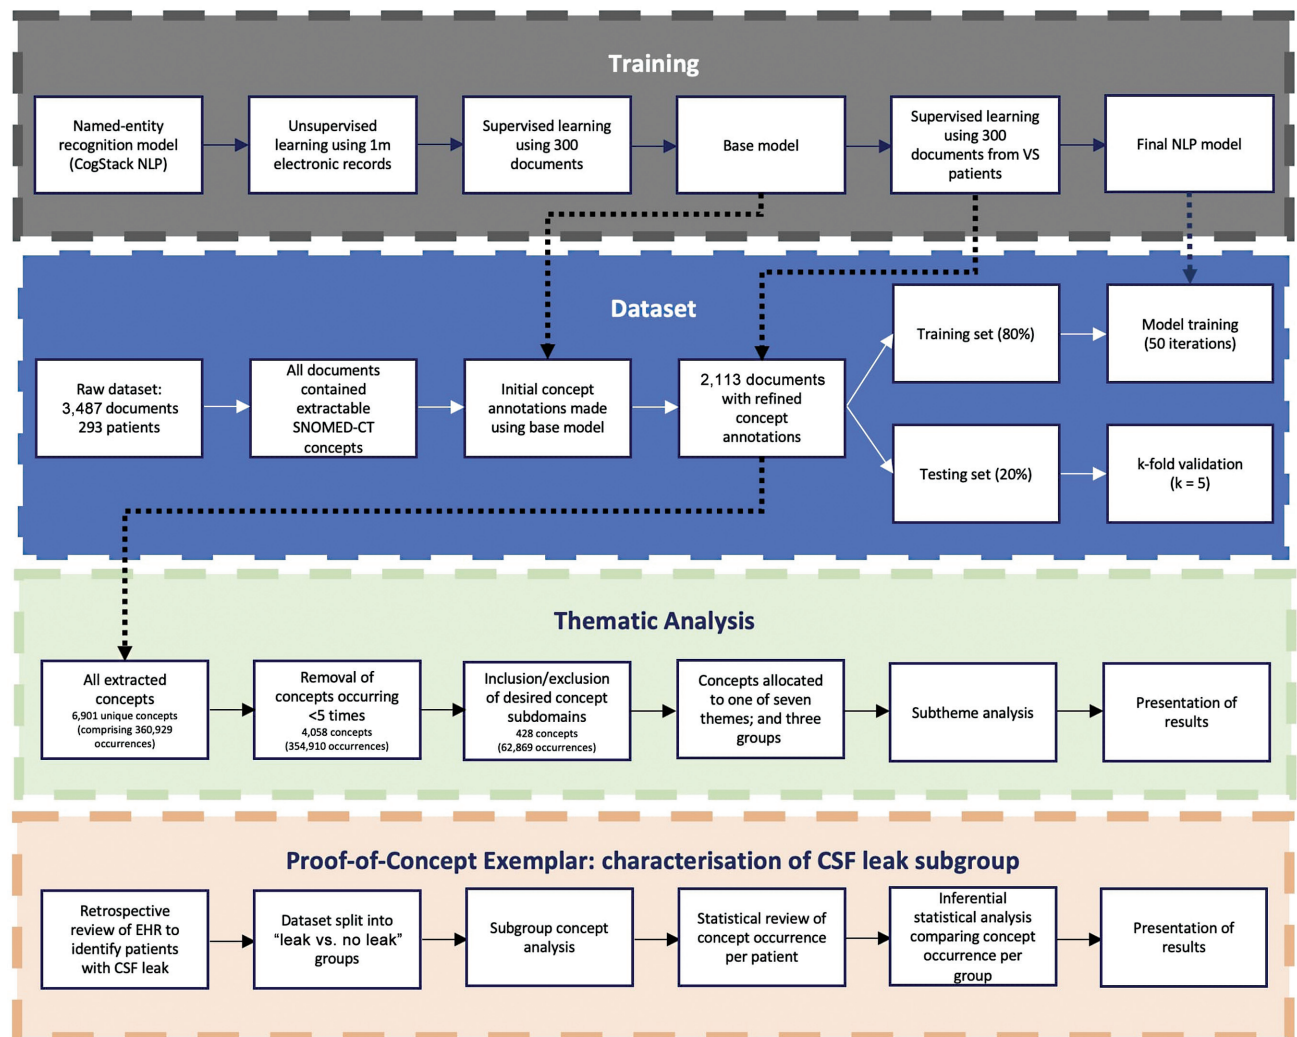 Training
Named-entity
recognition model
(CogStack NLP)
Unsupervised
learning using 1m
electronic records
Supervised learning
using 300
documents
Base model
Supervised learning
using 300
documents from VS
patients
Final NLP model
Dataset
Raw dataset:
3,487 documents
293 patients
All documents
contained
extractable
SNOMED-CT
concepts
Initial concept
annotations made
using base model
2,113 documents
with refined
concept
annotations
Training set (80%)
Model training
(50 iterations)
Testing set (20%)
k-fold validation
(k = 5)
Thematic Analysis
All extracted
concepts
6,901 unique concepts
(comprising 360,929
occurrences)
Removal of
concepts occurring
<5 times
4,058 concepts
(354,910 occurrences)
Inclusion/exclusion
of desired concept
subdomains
428 concepts
(62,869 occurrences)
Concepts allocated
to one of seven
themes; and three
groups
Subtheme analysis
Presentation of
results
Proof-of-Concept Exemplar: characterisation of CSF leak subgroup
Retrospective
review of EHR to
identify patients
with CSF leak
Dataset split into
“leak vs. no leak”
groups
Subgroup concept
analysis
Statistical review of
concept occurrence
per patient
Inferential
statistical analysis
comparing concept
occurrence per
group
Presentation of
results